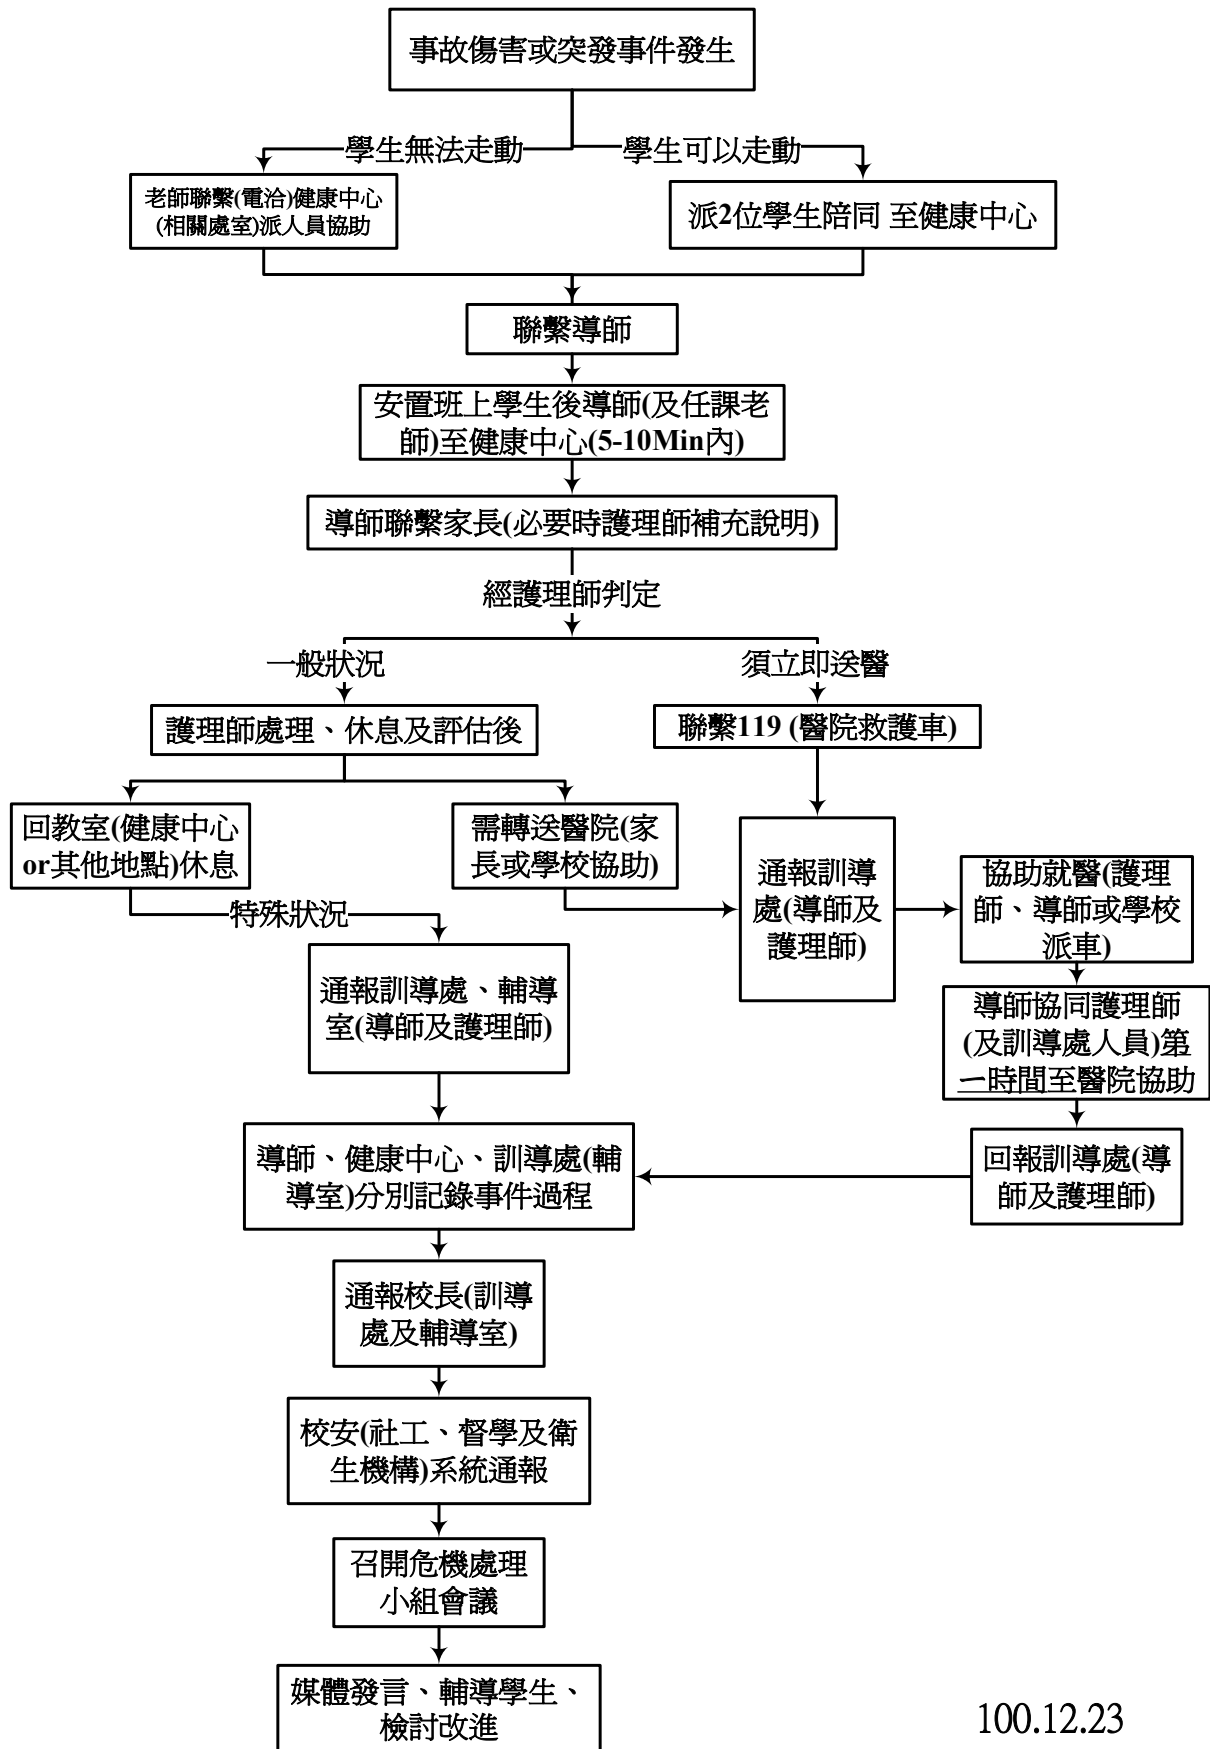 事故傷害或突發事件發生
學生無法走動
學生可以走動
老師聯繫(電洽)健康中心
(相關處室)派人員協助
派2位學生陪同 至健康中心
聯繫導師
安置班上學生後導師(及任課老
師)至健康中心(5-10Min內)
導師聯繫家長(必要時護理師補充說明)
經護理師判定
一般狀況
須立即送醫
護理師處理、休息及評估後
聯繫119 (醫院救護車)
回教室(健康中心
or其他地點)休息
需轉送醫院(家
長或學校協助)
通報訓導
處(導師及
護理師)
協助就醫(護理
師、導師或學校
派車)
特殊狀況
通報訓導處、輔導
室(導師及護理師)
導師協同護理師
(及訓導處人員)第
一時間至醫院協助
導師、健康中心、訓導處(輔
導室)分別記錄事件過程
回報訓導處(導
師及護理師)
通報校長(訓導
處及輔導室)
校安(社工、督學及衛
生機構)系統通報
召開危機處理
小組會議
媒體發言、輔導學生、
檢討改進
100.12.23